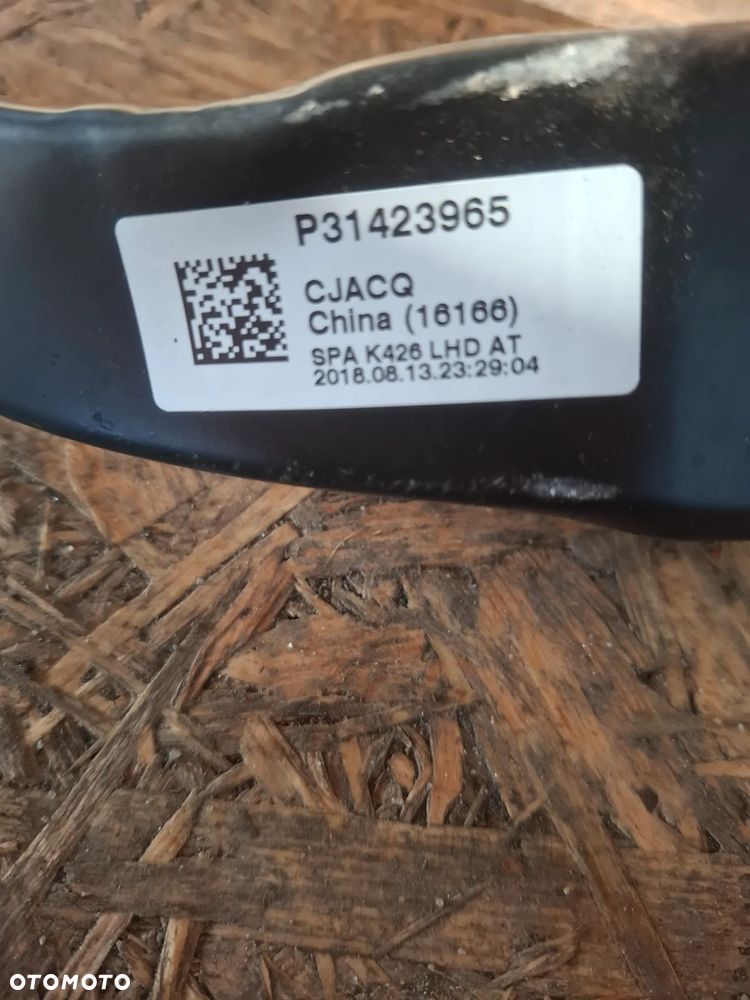 P31423965
CJACQ
China (16166)
SPA K426 LHD AT
2018.08.13.23:29:04
OTOMOTO